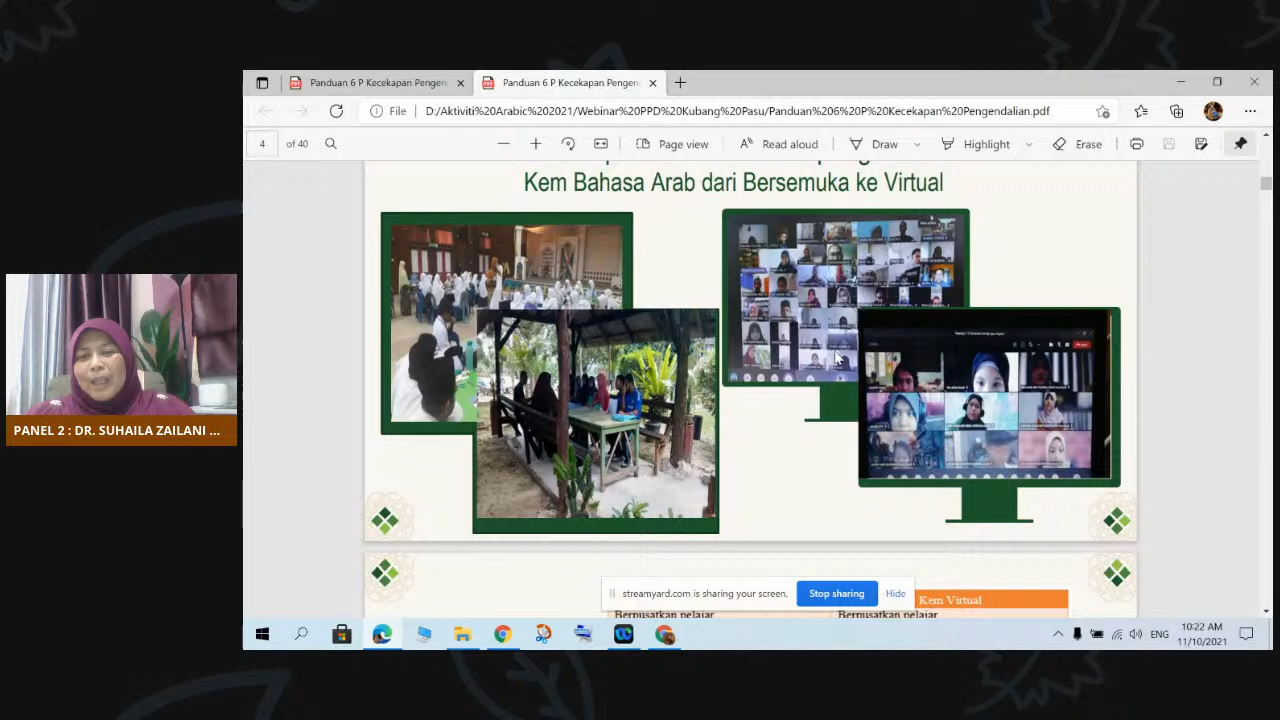 Panduan 6 P Kecekapan Pengen
Panduan 6 P Kecekapan Pengen
File
D:/Aktiviti%20Arabic%202021/Webinar%20PPD%20Kubang%20Pasu/Panduan%206%20P%20Kecekapan%20Pengendalian.pdf
4 of 40
Page view
Read aloud
Draw
Highlight
Erase
Kem Bahasa Arab dari Bersemuka ke Virtual
PANEL 2 : DR. SUHAILA ZAILANI ...
streamyard.com is sharing your screen.
Stop sharing
Hide
Kem Virtual
Berpusatkan pelajar
Berpusatkan pelajar
ENG
10:22 AM
11/10/2021